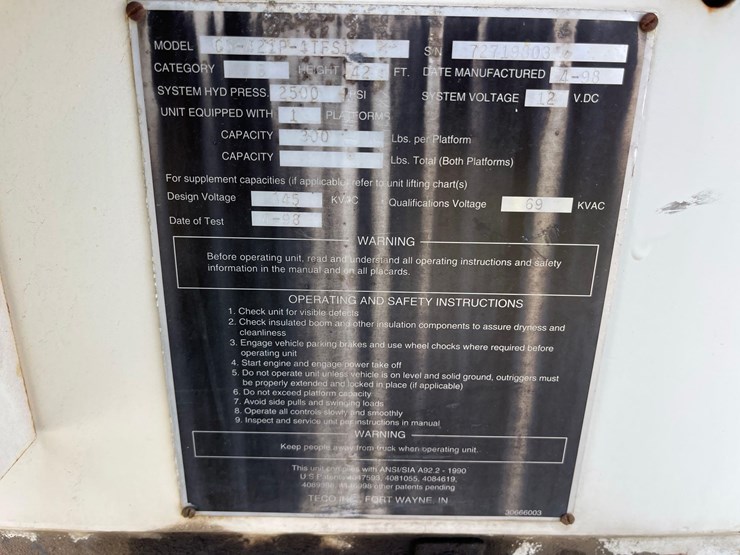 MODEL S/N
CATEGORY HEIGHT 42 FT. DATE MANUFACTURED 4-98
SYSTEM HYD PRESS. 2500 PSI SYSTEM VOLTAGE 12 V.DC
UNIT EQUIPPED WITH 1 PLATFORMS
CAPACITY 300 Lbs. per Platform
CAPACITY Lbs. Total (Both Platforms)
For supplement capacities (if applicable) refer to unit lifting chart(s)
Design Voltage KVAC Qualifications Voltage 69 KVAC
Date of Test -98
WARNING
Before operating unit, read and understand all operating instructions and safety
information in the manual and on all placards.
OPERATING AND SAFETY INSTRUCTIONS
1. Check unit for visible defects
2. Check insulated boom and other insulation components to assure dryness and
cleanliness
3. Engage vehicle parking brakes and use wheel chocks where required before
operating unit
4. Start engine and engage power take off
5. Do not operate unit unless vehicle is on level and solid ground, outriggers must
be properly extended and locked in place (if applicable)
6. Do not exceed platform capacity
7. Avoid side pulls and swinging loads
8. Operate all controls slowly and smoothly
9. Inspect and service unit per instructions in manual
WARNING
Keep people away from truck when operating unit.
This unit complies with ANSI/SIA A92.2 - 1990
U S Patents 4047593, 4081055, 4084619,
other patents pending
TECO INC., FORT WAYNE, IN
30666003